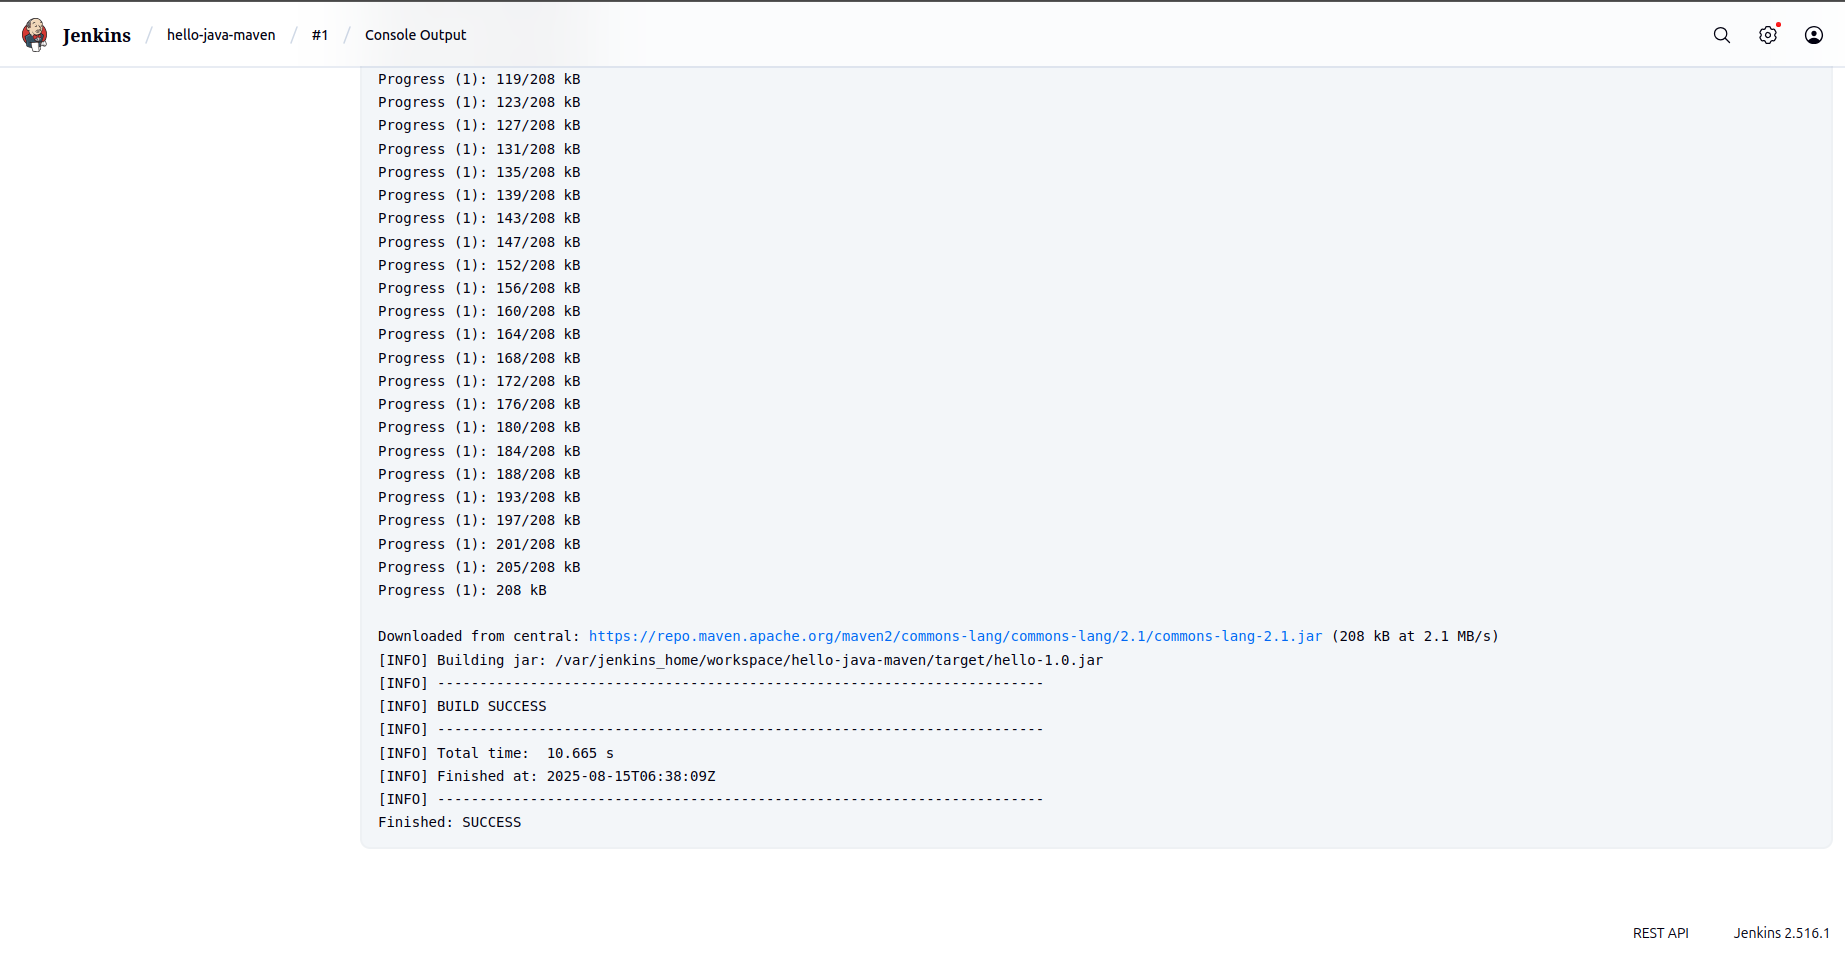 Jenkins / hello-java-maven / #1 / Console Output
Progress (1): 119/208 kB
Progress (1): 123/208 kB
Progress (1): 127/208 kB
Progress (1): 131/208 kB
Progress (1): 135/208 kB
Progress (1): 139/208 kB
Progress (1): 143/208 kB
Progress (1): 147/208 kB
Progress (1): 152/208 kB
Progress (1): 156/208 kB
Progress (1): 160/208 kB
Progress (1): 164/208 kB
Progress (1): 168/208 kB
Progress (1): 172/208 kB
Progress (1): 176/208 kB
Progress (1): 180/208 kB
Progress (1): 184/208 kB
Progress (1): 188/208 kB
Progress (1): 193/208 kB
Progress (1): 197/208 kB
Progress (1): 201/208 kB
Progress (1): 205/208 kB
Progress (1): 208 kB
Downloaded from central: https://repo.maven.apache.org/maven2/commons-lang/commons-lang/2.1/commons-lang-2.1.jar (208 kB at 2.1 MB/s)
[INFO] Building jar: /var/jenkins_home/workspace/hello-java-maven/target/hello-1.0.jar
[INFO] ------------------------------------------------------------------------
[INFO] BUILD SUCCESS
[INFO] ------------------------------------------------------------------------
[INFO] Total time:  10.665 s
[INFO] Finished at: 2025-08-15T06:38:09Z
[INFO] ------------------------------------------------------------------------
Finished: SUCCESS
REST API Jenkins 2.516.1